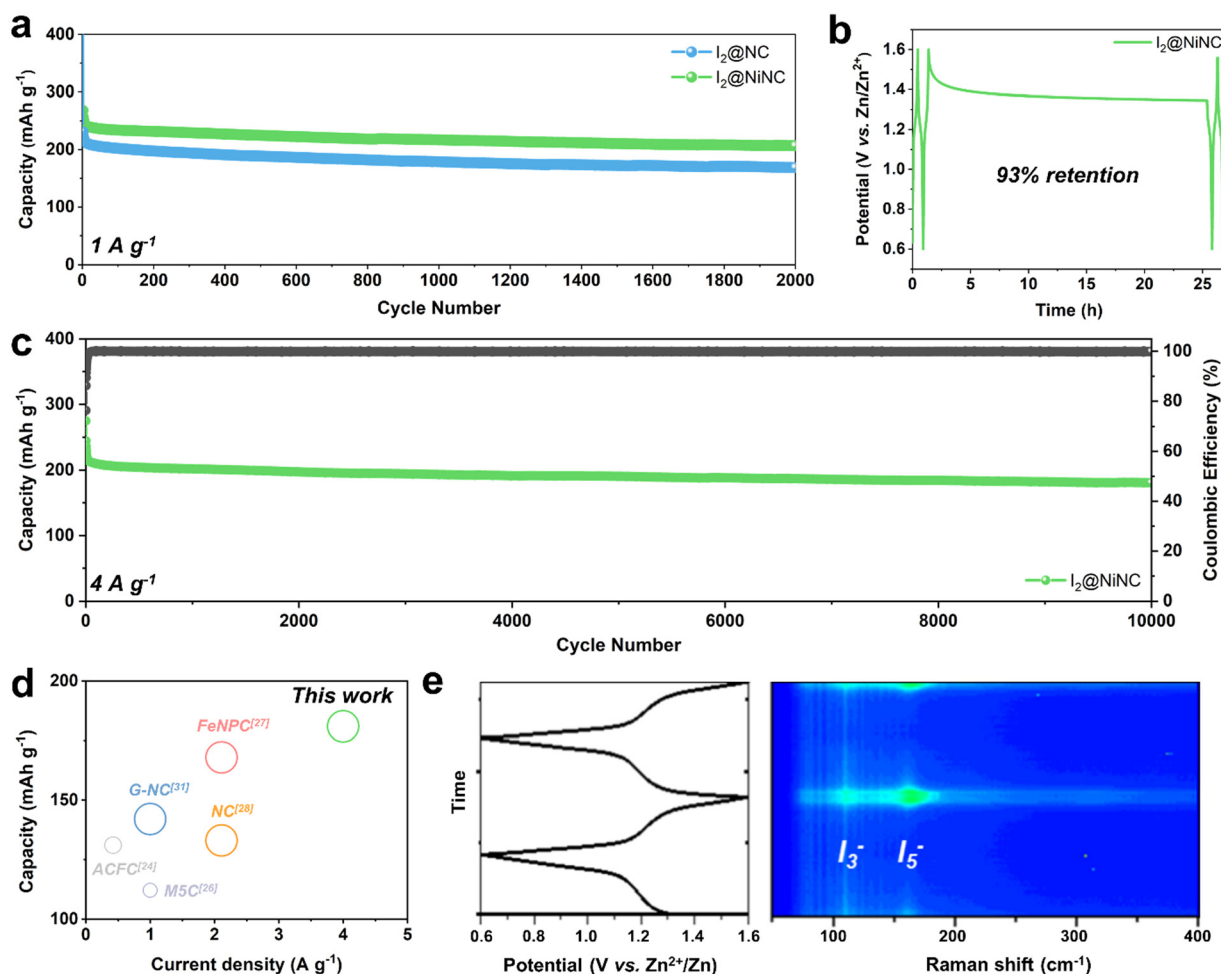 a
400
300
200
100
0
Capacity (mAh g⁻¹)
I₂@NC
I₂@NiNC
1 A g⁻¹
200 400 600 800 1000 1200 1400 1600 1800 2000
Cycle Number
b
1.6
1.4
1.2
1.0
0.8
0.6
Potential (V vs. Zn/Zn²⁺)
I₂@NiNC
93% retention
0 5 10 15 20 25
Time (h)
c
400
300
200
100
0
Capacity (mAh g⁻¹)
4 A g⁻¹
I₂@NiNC
100
80
60
40
20
0
Coulombic Efficiency (%)
0 2000 4000 6000 8000 10000
Cycle Number
d
200
150
100
Capacity (mAh g⁻¹)
This work
FeNPC[27]
G-NC[31]
NC[28]
ACFC[24]
M5C[26]
0 1 2 3 4 5
Current density (A g⁻¹)
e
Time
0.6 0.8 1.0 1.2 1.4 1.6
Potential (V vs. Zn²⁺/Zn)
I₃⁻ I₅⁻
100 200 300 400
Raman shift (cm⁻¹)